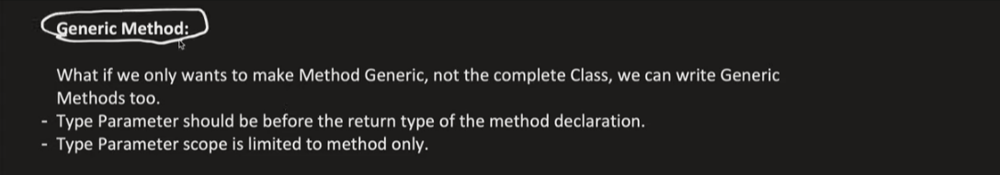 Generic Method:
What if we only wants to make Method Generic, not the complete Class, we can write Generic
Methods too.
- Type Parameter should be before the return type of the method declaration.
- Type Parameter scope is limited to method only.